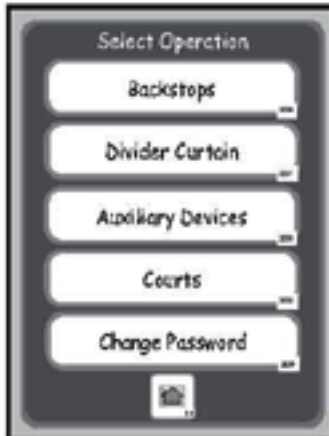 Select Operation
Backstops
Divider Curtain
Auxiliary Devices
Courts
Change Password